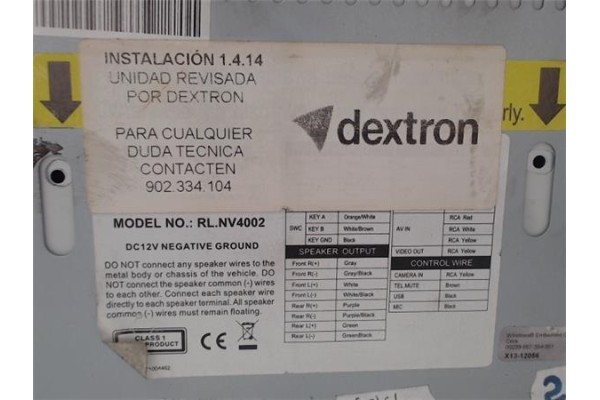 INSTALACIÓN 1.4.14
UNIDAD REVISADA
POR DEXTRON
dextron
PARA CUALQUIER
DUDA TECNICA
CONTACTEN
902.334.104
rly.
MODEL NO.: RL.NV4002
DC12V NEGATIVE GROUND
DO NOT CONNECT any speaker wires to the
metal body or chassis of the vehicle. DO NOT
connect the speaker common (-) wires
to each other. Connect each speaker wire
directly to each speaker terminal. All speaker
common (-) wires must remain floating.
CLASS 1
PRODUCT
CE
SWC
KEY A Orange/White
KEY B White/Brown
KEY GND Black
SPEAKER OUTPUT
Front R(+) Gray
Front R(-) Gray/Black
Front L(+) White
Front L(-) White/Black
Rear R(+) Purple
Rear R(-) Purple/Black
Rear L(+) Green
Rear L(-) Green/Black
AV IN
RCA Red
RCA White
RCA Yellow
VIDEO OUT RCA Yellow
CONTROL WIRE
CAMERA IN RCA Yellow
TEL MUTE Brown
USB Black
MIC Black
X13-12086
S